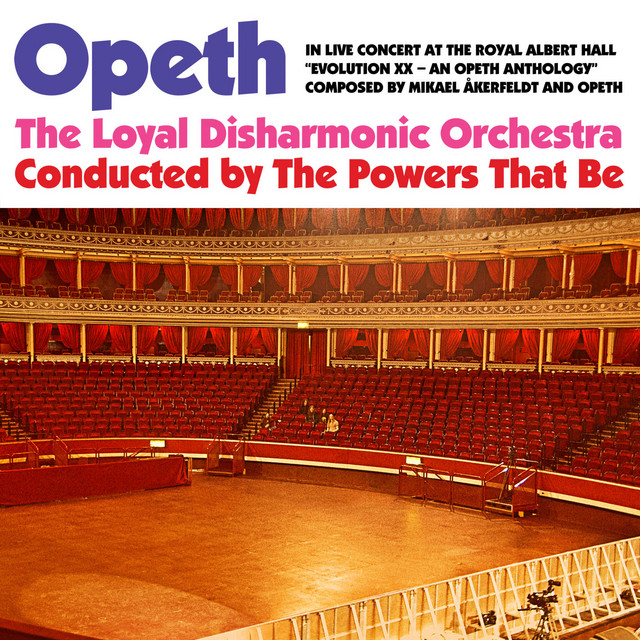 Opeth
IN LIVE CONCERT AT THE ROYAL ALBERT HALL
"EVOLUTION XX – AN OPETH ANTHOLOGY"
COMPOSED BY MIKAEL ÅKERFELDT AND OPETH
The Loyal Disharmonic Orchestra
Conducted by The Powers That Be